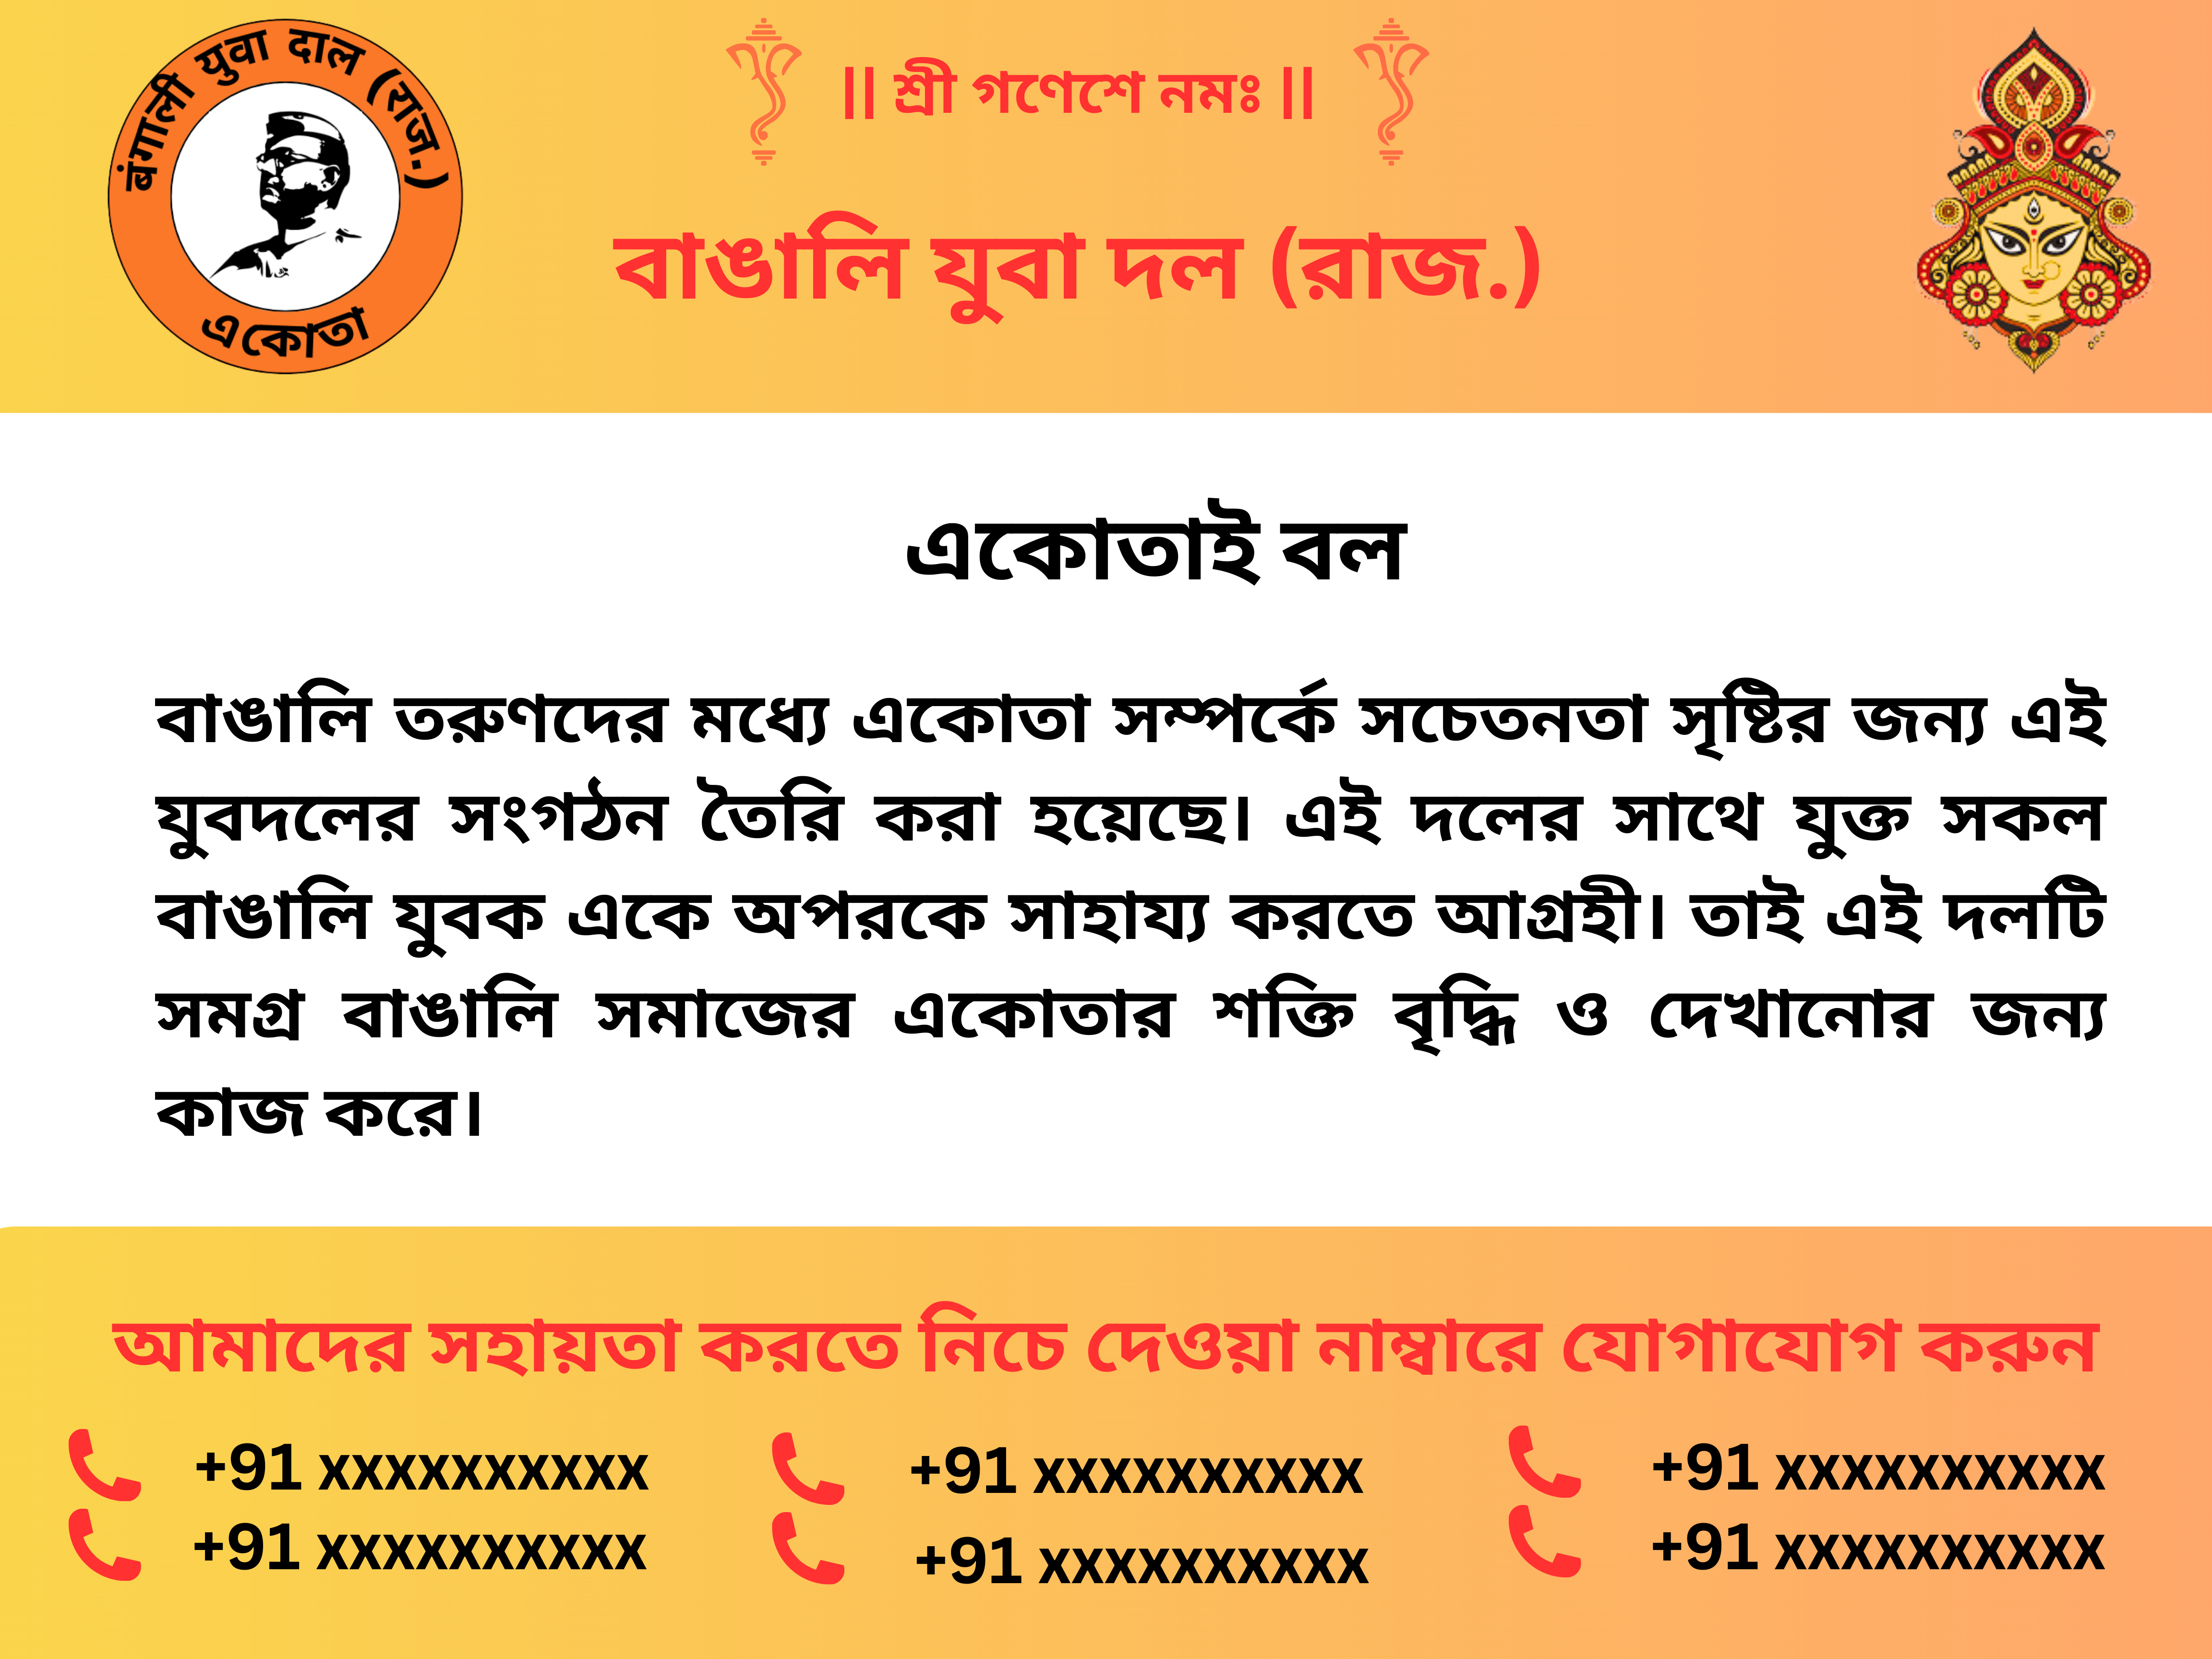 बंगाली युवा दाल (राज.)
একোতা
|| শ্রী গণেশে নমঃ ||
বাঙালি যুবা দল (রাজ.)
একোতাই বল
বাঙালি তরুণদের মধ্যে একোতা সম্পর্কে সচেতনতা সৃষ্টির জন্য এই
যুবদলের সংগঠন তৈরি করা হয়েছে। এই দলের সাথে যুক্ত সকল
বাঙালি যুবক একে অপরকে সাহায্য করতে আগ্রহী। তাই এই দলটি
সমগ্র বাঙালি সমাজের একোতার শক্তি বৃদ্ধি ও দেখানোর জন্য
কাজ করে।
আমাদের সহায়তা করতে নিচে দেওয়া নাম্বারে যোগাযোগ করুন
+91 xxxxxxxxxx
+91 xxxxxxxxxx
+91 xxxxxxxxxx
+91 xxxxxxxxxx
+91 xxxxxxxxxx
+91 xxxxxxxxxx